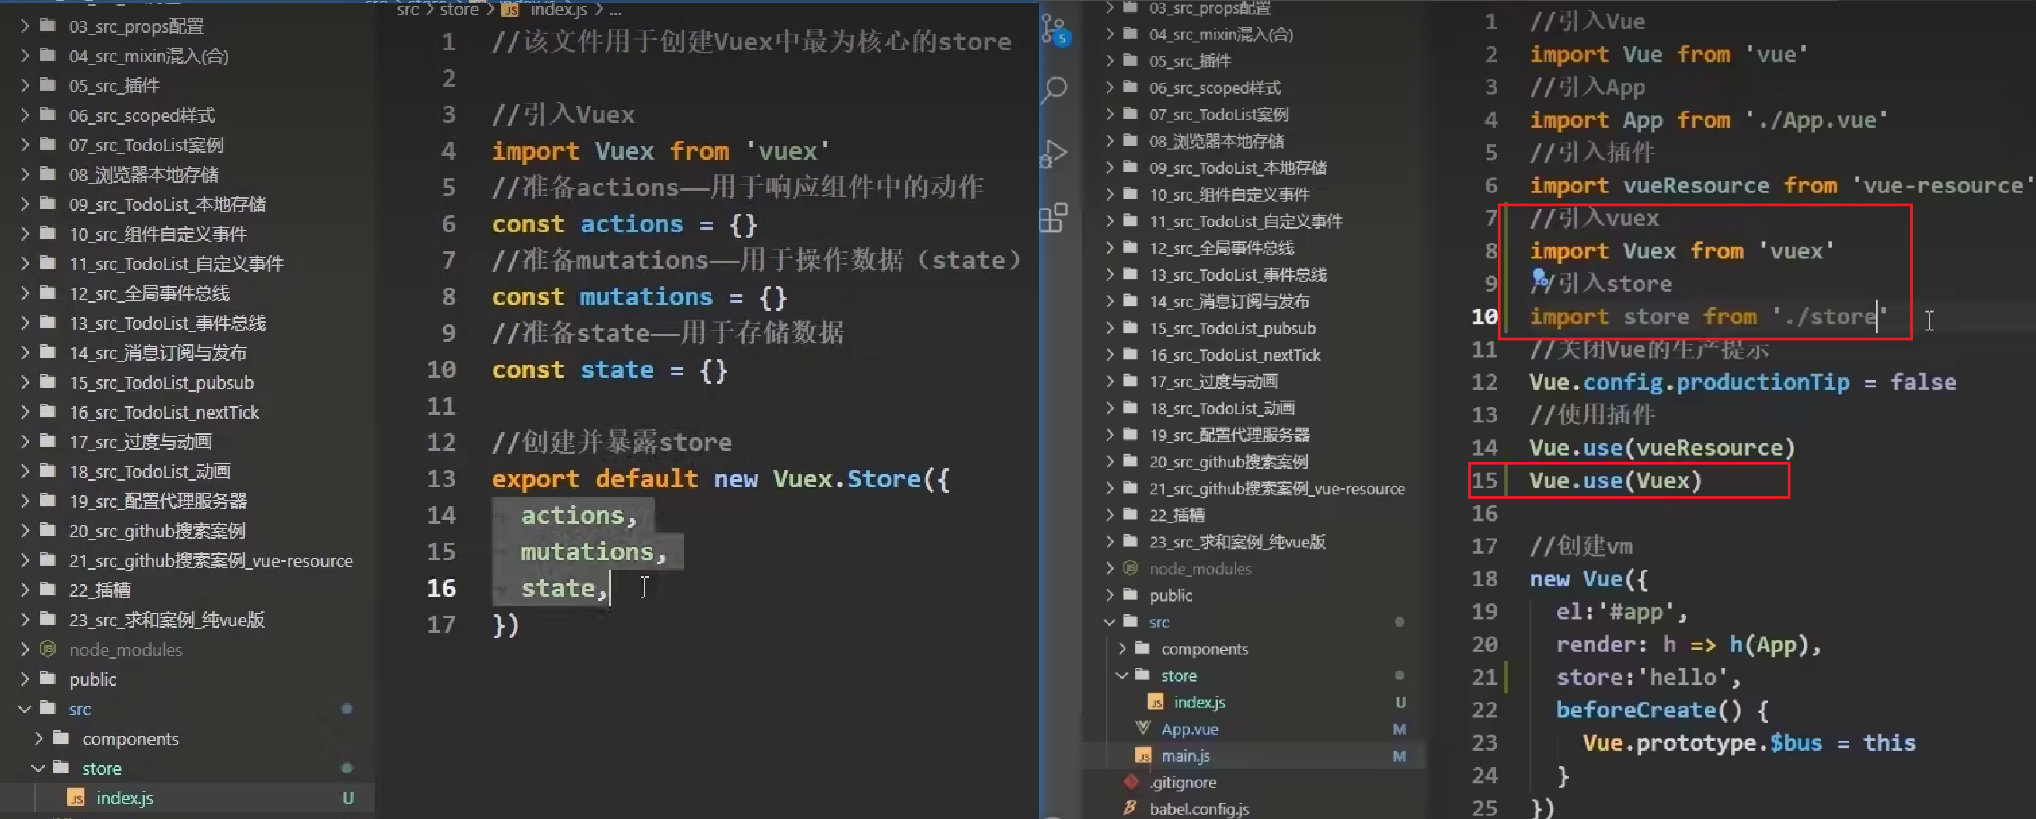 03_src_props配置
04_src_mixin混入(合)
05_src_插件
06_src_scoped样式
07_src_TodoList案例
08_浏览器本地存储
09_src_TodoList_本地存储
10_src_组件自定义事件
11_src_TodoList_自定义事件
12_src_全局事件总线
13_src_TodoList_事件总线
14_src_消息订阅与发布
15_src_TodoList_pubsub
16_src_TodoList_nextTick
17_src_过度与动画
18_src_TodoList_动画
19_src_配置代理服务器
20_src_github搜索案例
21_src_github搜索案例_vue-resource
22_插槽
23_src_求和案例_纯vue版
node_modules
public
src
components
store
index.js U
src > store > JS index.js > ...
1 //该文件用于创建Vuex中最为核心的store
2
3 //引入Vuex
4 import Vuex from 'vuex'
5 //准备actions——用于响应组件中的动作
6 const actions = {}
7 //准备mutations——用于操作数据（state）
8 const mutations = {}
9 //准备state——用于存储数据
10 const state = {}
11
12 //创建并暴露store
13 export default new Vuex.Store({
14 actions,
15 mutations,
16 state,
17 })
5
03_src_props配置
04_src_mixin混入(合)
05_src_插件
06_src_scoped样式
07_src_TodoList案例
08_浏览器本地存储
09_src_TodoList_本地存储
10_src_组件自定义事件
11_src_TodoList_自定义事件
12_src_全局事件总线
13_src_TodoList_事件总线
14_src_消息订阅与发布
15_src_TodoList_pubsub
16_src_TodoList_nextTick
17_src_过度与动画
18_src_TodoList_动画
19_src_配置代理服务器
20_src_github搜索案例
21_src_github搜索案例_vue-resource
22_插槽
23_src_求和案例_纯vue版
node_modules
public
src
components
store
JS index.js U
App.vue M
JS main.js M
.gitignore
babel.config.js
1 //引入Vue
2 import Vue from 'vue'
3 //引入App
4 import App from './App.vue'
5 //引入插件
6 import vueResource from 'vue-resource'
7 //引入vuex
8 import Vuex from 'vuex'
9 //引入store
10 import store from './store'
11 //关闭Vue的生产提示
12 Vue.config.productionTip = false
13 //使用插件
14 Vue.use(vueResource)
15 Vue.use(Vuex)
16
17 //创建vm
18 new Vue({
19 el:'#app',
20 render: h => h(App),
21 store:'hello',
22 beforeCreate() {
23 Vue.prototype.$bus = this
24 }
25 })